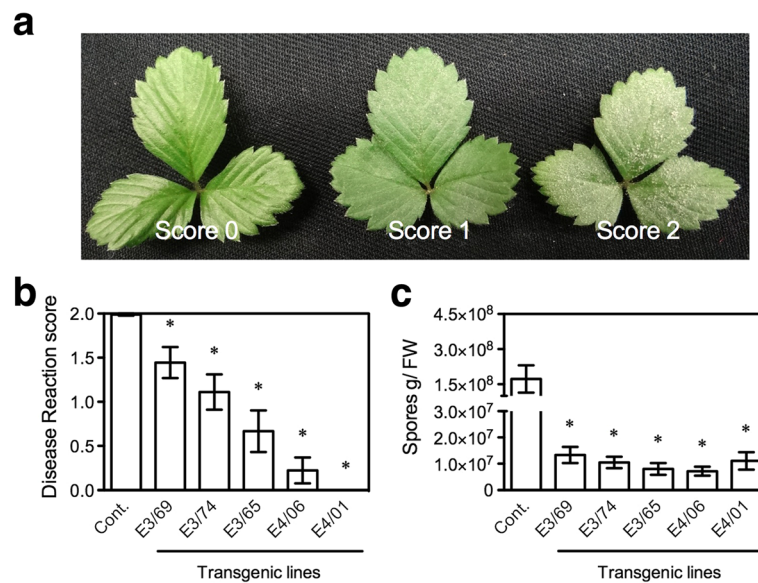 a
Score 0
Score 1
Score 2
b
Disease Reaction score
2.0
1.5
1.0
0.5
0.0
*
*
*
*
*
Cont.
E3/69
E3/74
E3/65
E4/06
E4/01
Transgenic lines
c
Spores g/ FW
4.5×10⁸
3.0×10⁸
1.5×10⁸
3.0×10⁷
2.0×10⁷
1.0×10⁷
0
*
*
*
*
*
Cont.
E3/69
E3/74
E3/65
E4/06
E4/01
Transgenic lines